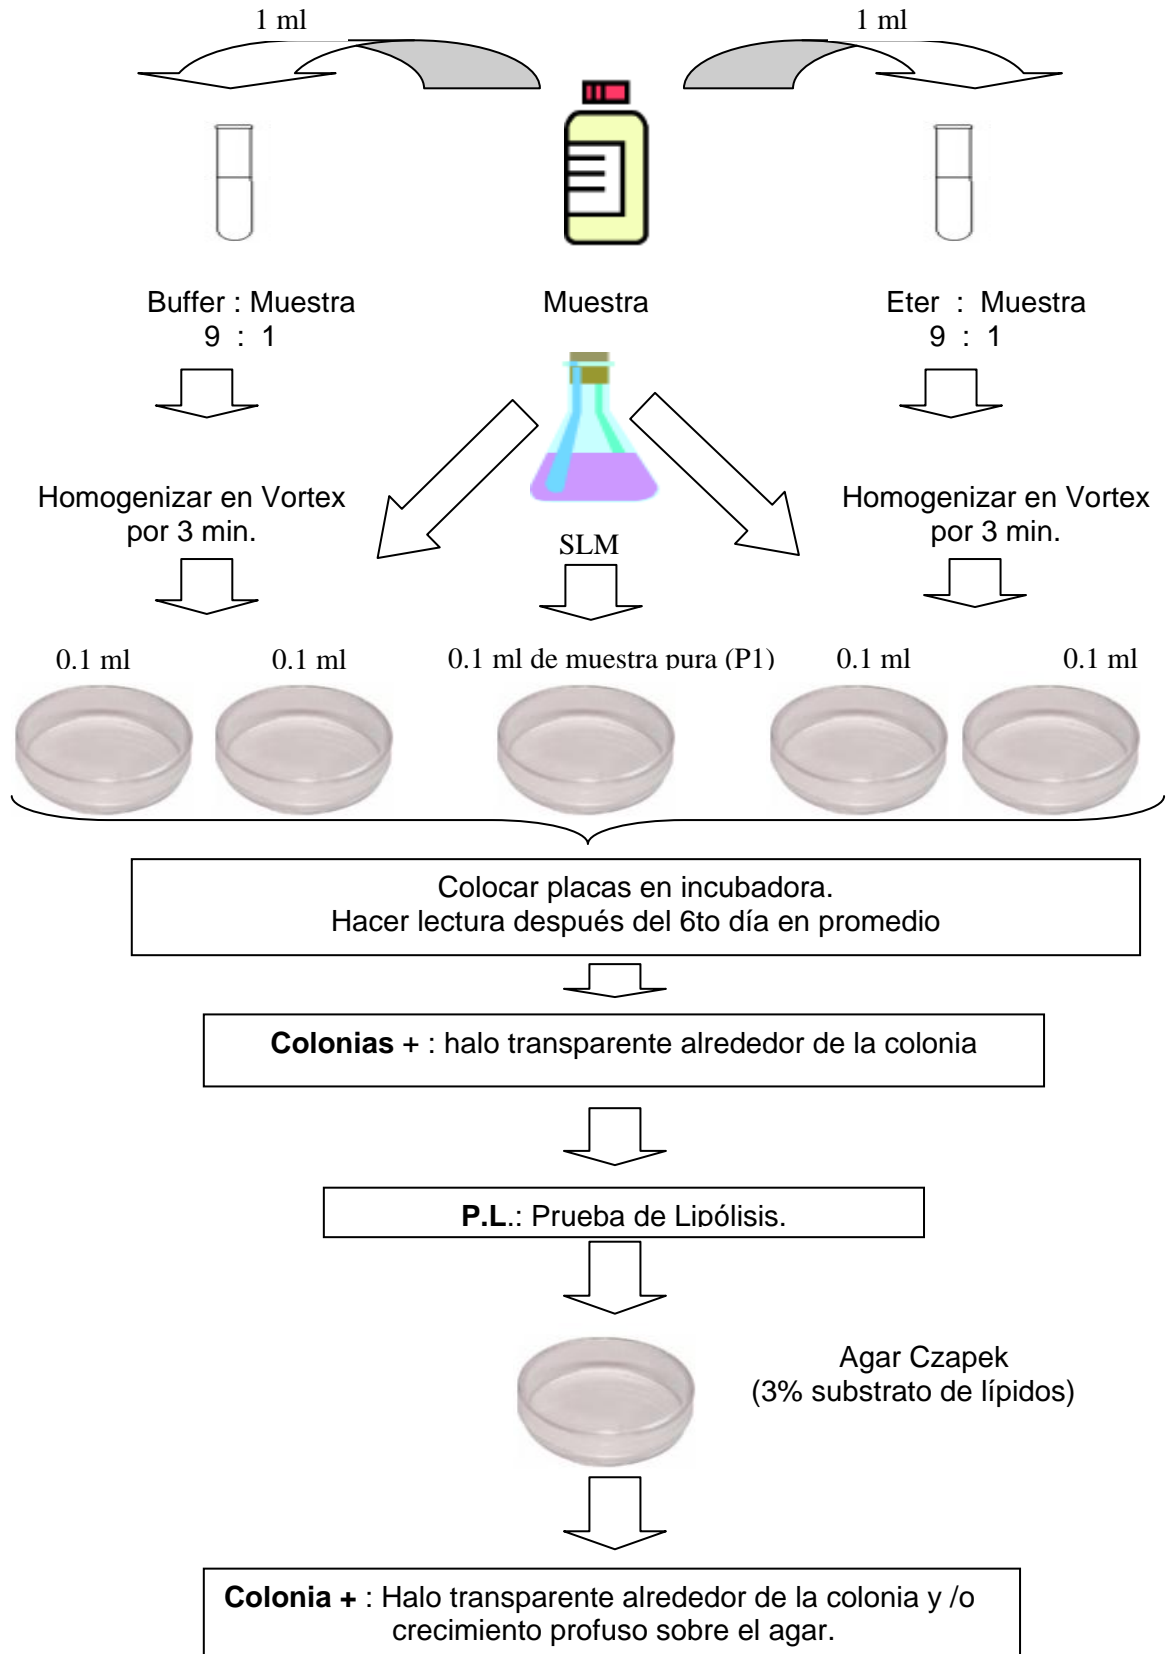 1 ml
1 ml
Buffer : Muestra
9 : 1
Muestra
Eter : Muestra
9 : 1
Homogenizar en Vortex
por 3 min.
Homogenizar en Vortex
por 3 min.
SLM
0.1 ml
0.1 ml
0.1 ml de muestra pura (P1)
0.1 ml
0.1 ml
Colocar placas en incubadora.
Hacer lectura después del 6to día en promedio
Colonias + : halo transparente alrededor de la colonia
P.L.: Prueba de Lipólisis.
Agar Czapek
(3% substrato de lípidos)
Colonia + : Halo transparente alrededor de la colonia y /o
crecimiento profuso sobre el agar.